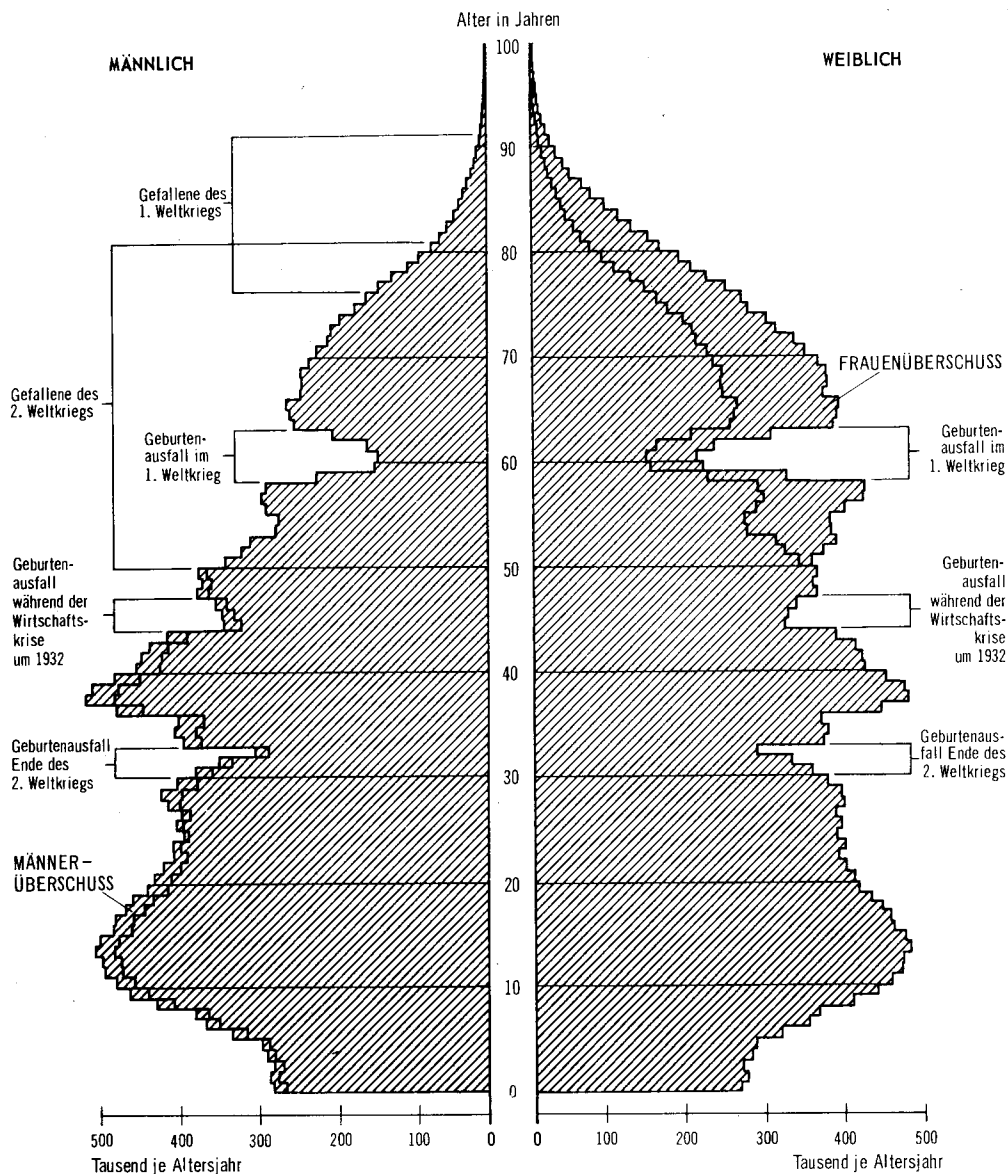 Alter in Jahren
MÄNNLICH
WEIBLICH
100
90
80
70
60
50
40
30
20
10
0
Gefallene des
1. Weltkriegs
Gefallene des
2. Weltkriegs
Geburten-
ausfall im
1. Weltkrieg
Geburten-
ausfall
während der
Wirtschafts-
krise
um 1932
Geburtenausfall
Ende des
2. Weltkriegs
MÄNNER-
ÜBERSCHUSS
FRAUENÜBERSCHUSS
Geburten-
ausfall im
1. Weltkrieg
Geburten-
ausfall
während der
Wirtschafts-
krise
um 1932
Geburtenaus-
fall Ende des
2. Weltkriegs
500 400 300 200 100 0
0 100 200 300 400 500
Tausend je Altersjahr
Tausend je Altersjahr